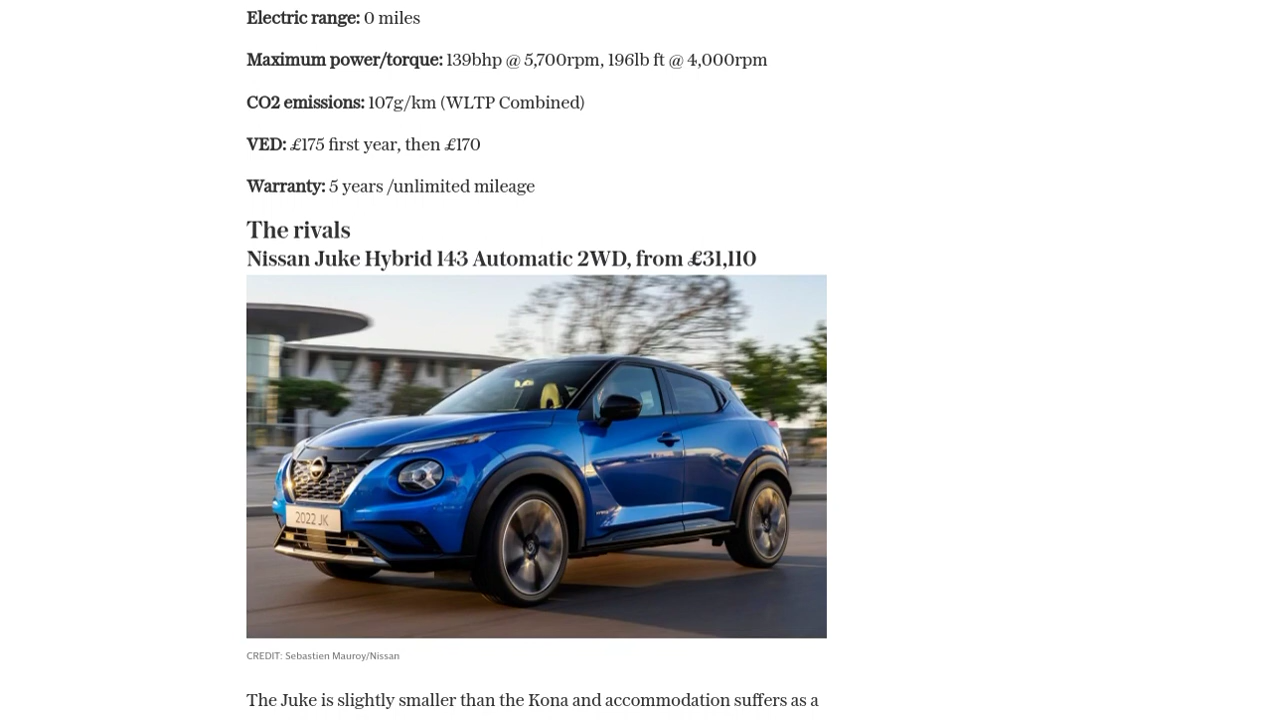 Electric range: 0 miles
Maximum power/torque: 139bhp @ 5,700rpm, 196lb ft @ 4,000rpm
CO2 emissions: 107g/km (WLTP Combined)
VED: £175 first year, then £170
Warranty: 5 years /unlimited mileage
The rivals
Nissan Juke Hybrid 143 Automatic 2WD, from £31,110
2022 JK
CREDIT: Sebastien Mauroy/Nissan
The Juke is slightly smaller than the Kona and accommodation suffers as a